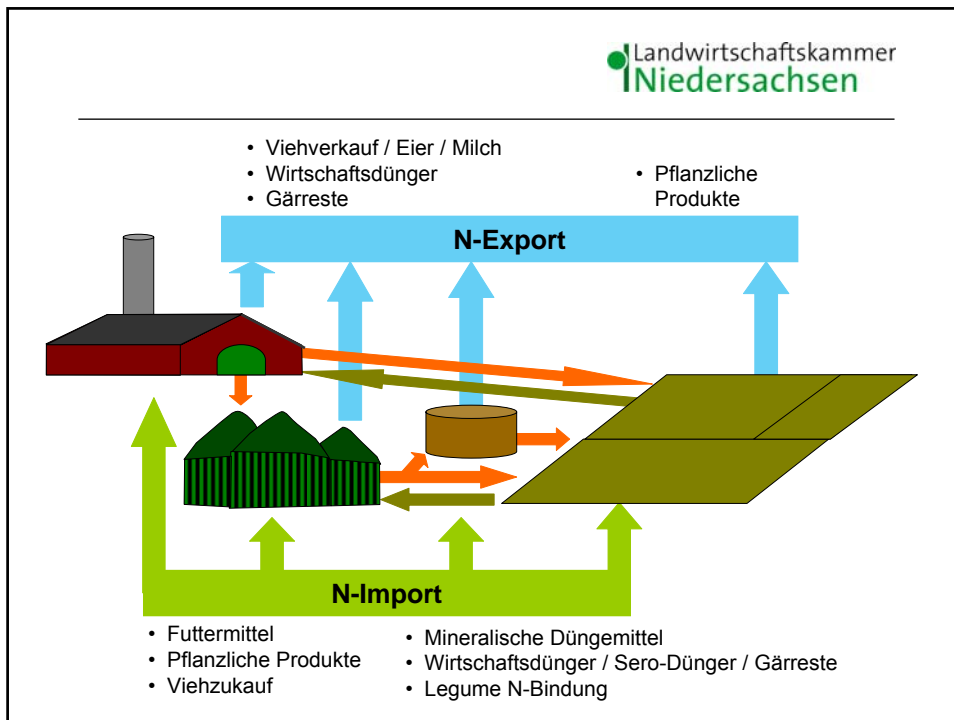 Landwirtschaftskammer
Niedersachsen
• Viehverkauf / Eier / Milch
• Wirtschaftsdünger
• Gärreste
• Pflanzliche
Produkte
N-Export
N-Import
• Futtermittel
• Pflanzliche Produkte
• Viehzukauf
• Mineralische Düngemittel
• Wirtschaftsdünger / Sero-Dünger / Gärreste
• Legume N-Bindung